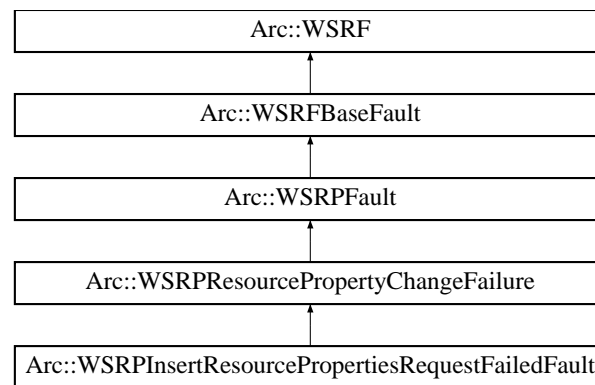 Arc::WSRF
Arc::WSRFBaseFault
Arc::WSRPFault
Arc::WSRPResourcePropertyChangeFailure
Arc::WSRPInsertResourcePropertiesRequestFailedFault